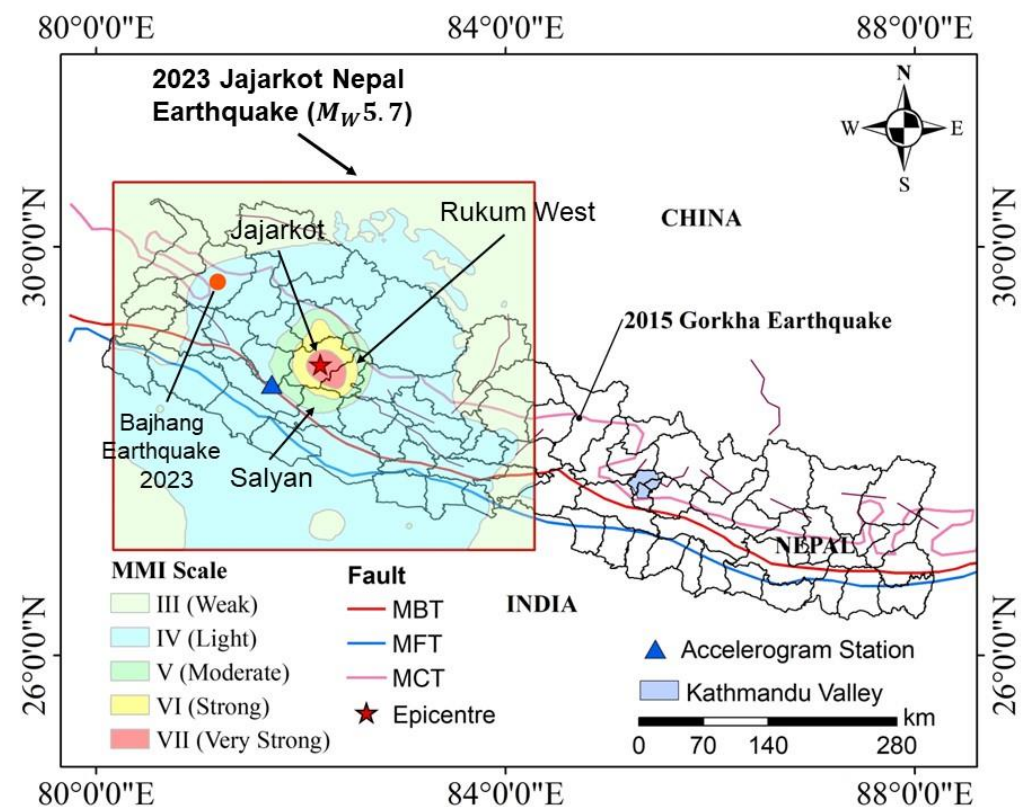 80°0'0"E 84°0'0"E 88°0'0"E
2023 Jajarkot Nepal
Earthquake (M_W5.7)
N
W E
S
30°0'0"N
30°0'0"N
Rukum West
CHINA
Jajarkot
2015 Gorkha Earthquake
Bajhang
Earthquake
2023
Salyan
NEPAL
INDIA
MMI Scale
III (Weak)
IV (Light)
V (Moderate)
VI (Strong)
VII (Very Strong)
Fault
MBT
MFT
MCT
Epicentre
Accelerogram Station
Kathmandu Valley
km
0 70 140 280
26°0'0"N
26°0'0"N
80°0'0"E 84°0'0"E 88°0'0"E